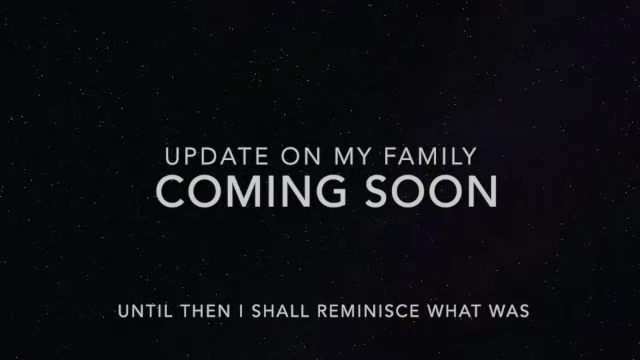 UPDATE ON MY FAMILY
COMING SOON
UNTIL THEN I SHALL REMINISCE WHAT WAS